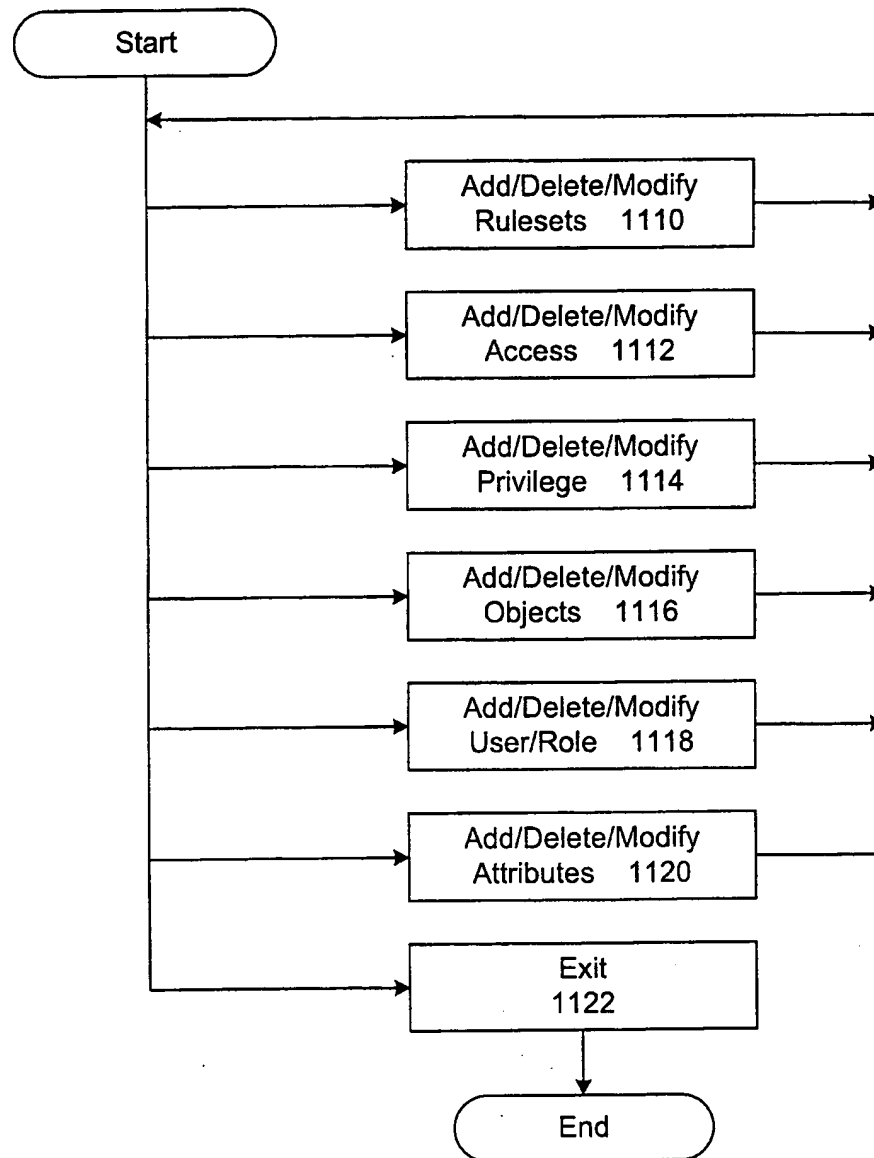 Start
Add/Delete/Modify
Rulesets 1110
Add/Delete/Modify
Access 1112
Add/Delete/Modify
Privilege 1114
Add/Delete/Modify
Objects 1116
Add/Delete/Modify
User/Role 1118
Add/Delete/Modify
Attributes 1120
Exit
1122
End